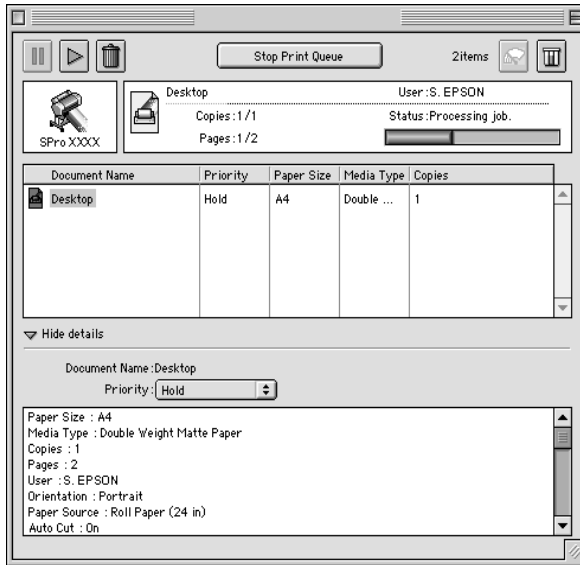 Stop Print Queue
2items
SPro XXXX
Desktop
User :S. EPSON
Copies :1/1
Status :Processing job.
Pages :1/2
Document Name Priority Paper Size Media Type Copies
Desktop Hold A4 Double ... 1
Hide details
Document Name :Desktop
Priority : Hold
Paper Size : A4
Media Type : Double Weight Matte Paper
Copies : 1
Pages : 2
User : S. EPSON
Orientation : Portrait
Paper Source : Roll Paper (24 in)
Auto Cut : On